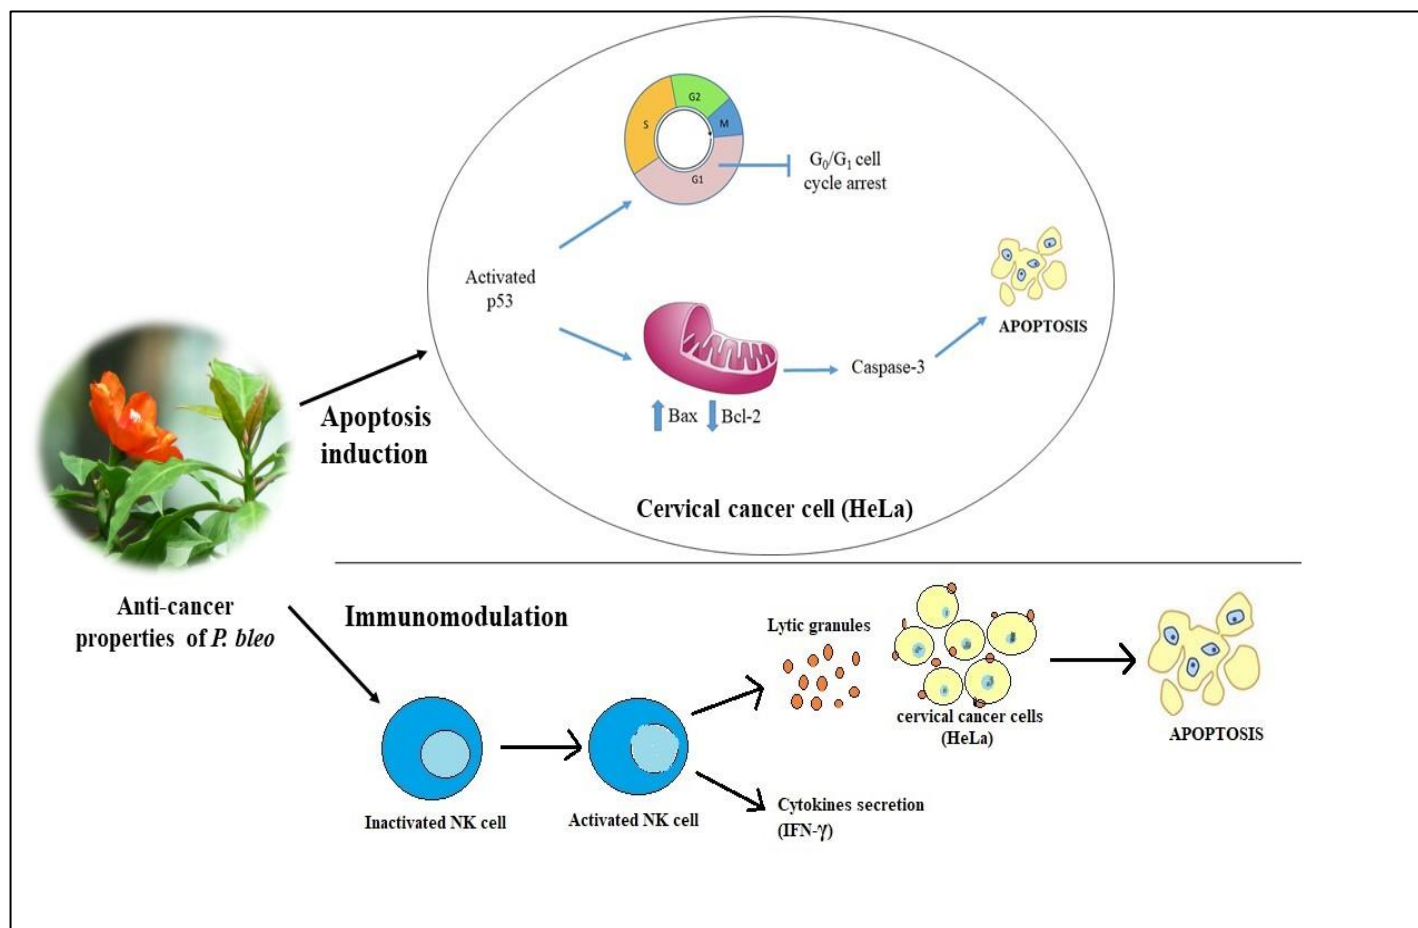 G2
S
M
G1
G₀/G₁ cell
cycle arrest
Activated
p53
APOPTOSIS
Caspase-3
Bax
Bcl-2
Apoptosis
induction
Cervical cancer cell (HeLa)
Anti-cancer
properties of P. bleo
Immunomodulation
Lytic granules
cervical cancer cells
(HeLa)
APOPTOSIS
Inactivated NK cell
Activated NK cell
Cytokines secretion
(IFN-γ)